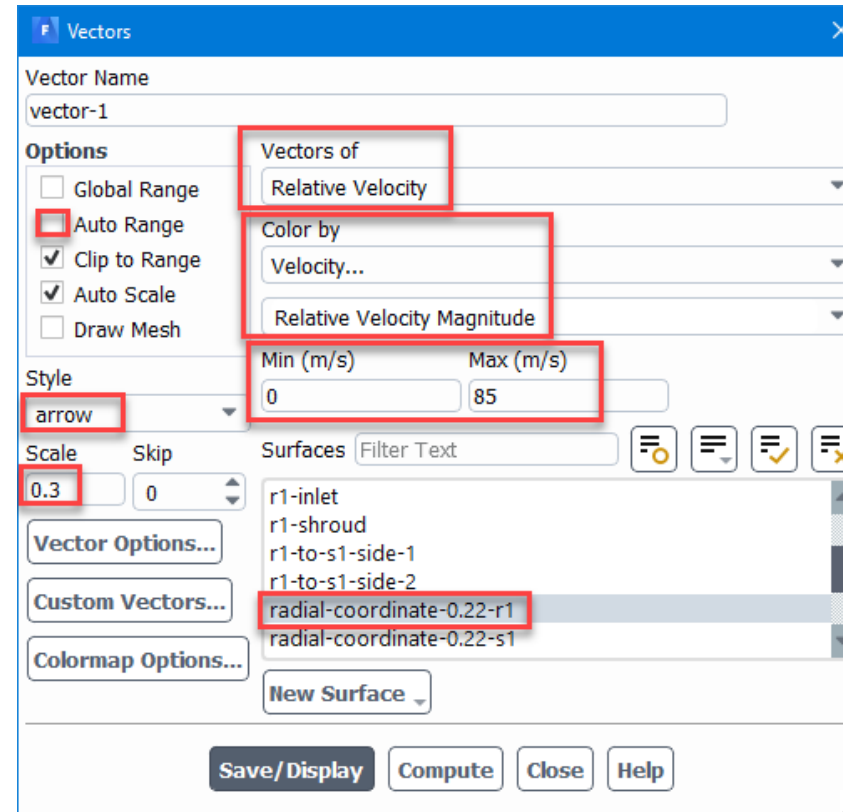 F Vectors
Vector Name
vector-1
Options
Global Range
Auto Range
Clip to Range
Auto Scale
Draw Mesh
Style
arrow
Scale Skip
0.3 0
Vector Options...
Custom Vectors...
Colormap Options...
Vectors of
Relative Velocity
Color by
Velocity...
Relative Velocity Magnitude
Min (m/s) Max (m/s)
0 85
Surfaces Filter Text
r1-inlet
r1-shroud
r1-to-s1-side-1
r1-to-s1-side-2
radial-coordinate-0.22-r1
radial-coordinate-0.22-s1
New Surface
Save/Display Compute Close Help